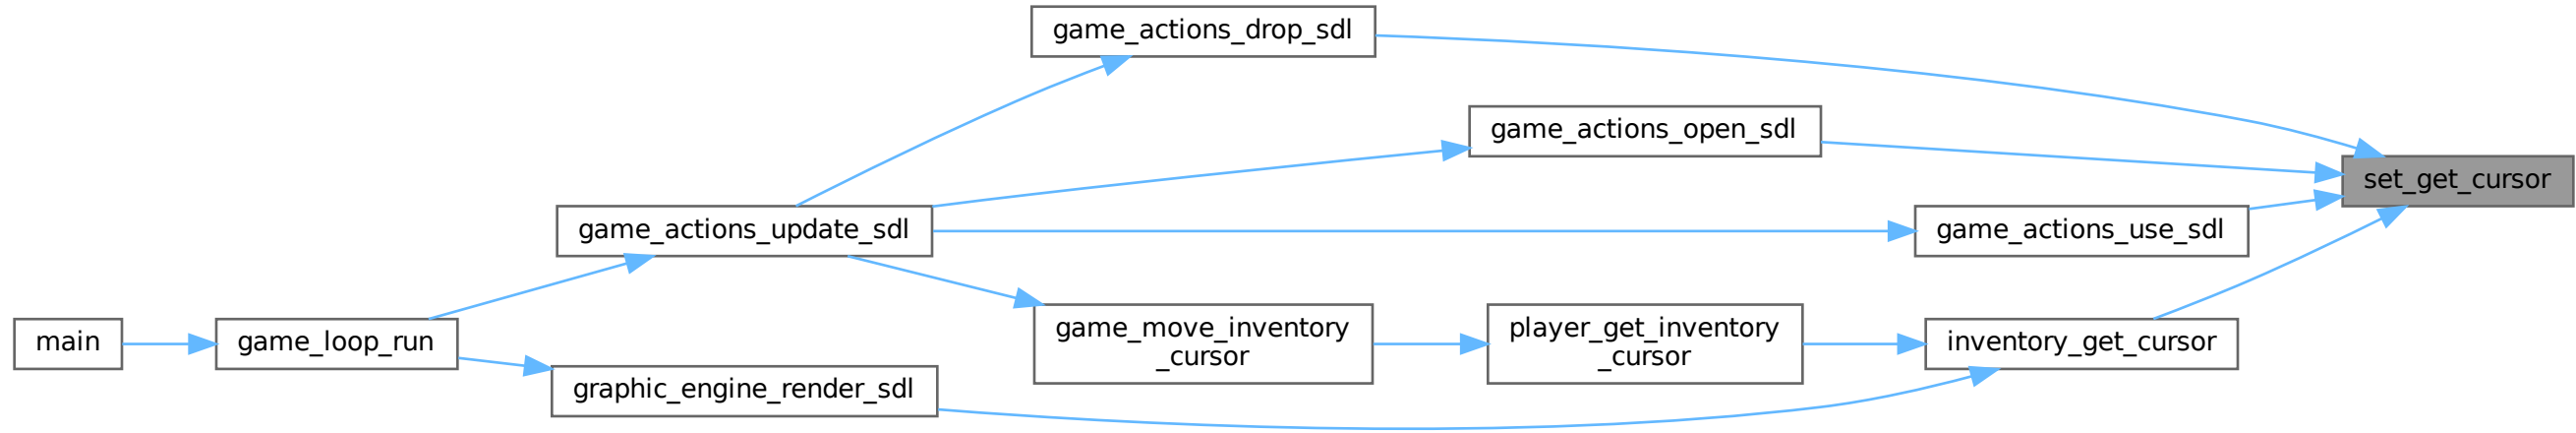 game_actions_drop_sdl
game_actions_open_sdl
set_get_cursor
game_actions_update_sdl
game_actions_use_sdl
main
game_loop_run
game_move_inventory
_cursor
player_get_inventory
_cursor
inventory_get_cursor
graphic_engine_render_sdl